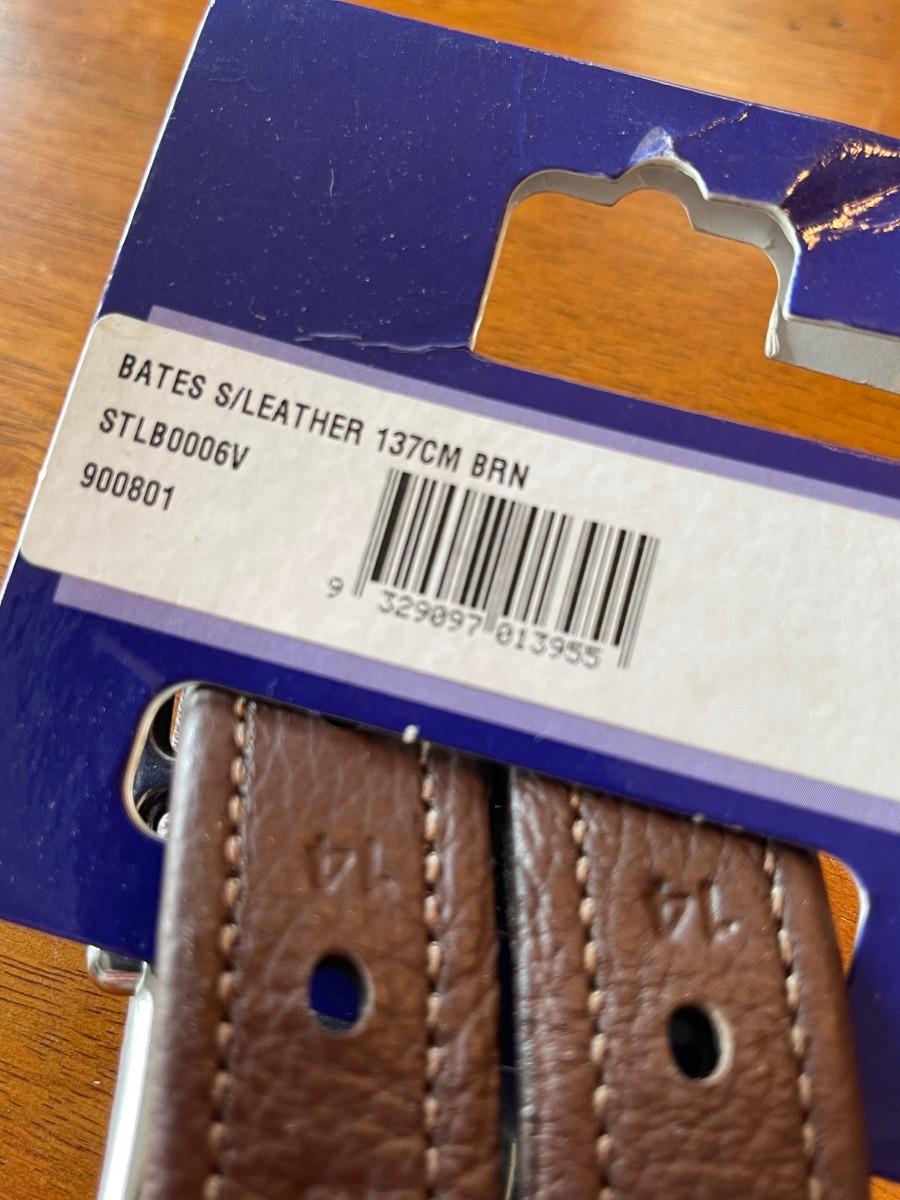 BATES S/LEATHER 137CM BRN
STLB0006V
900801
9 329097 013955
14
14